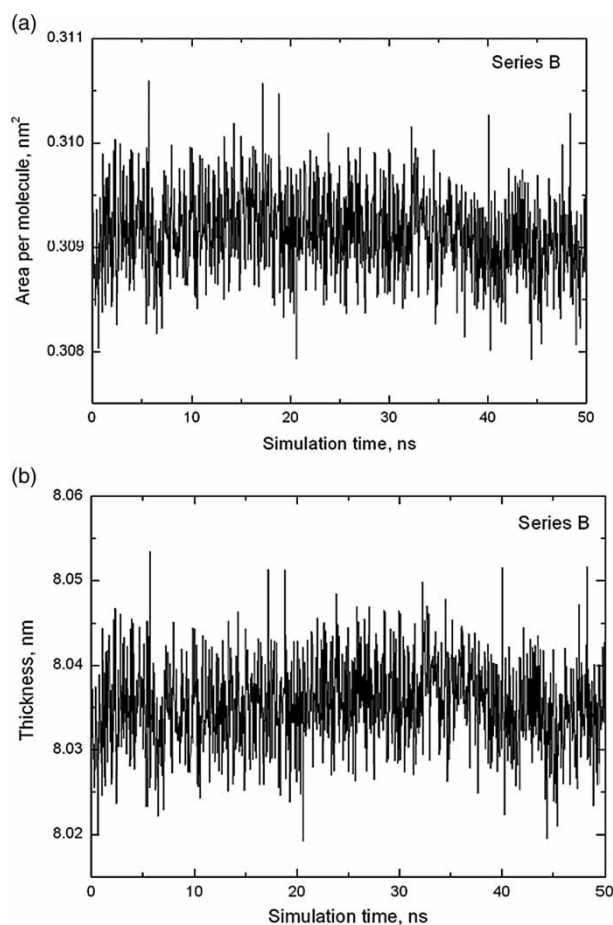 (a)
0.311
Series B
0.310
0.309
0.308
Area per molecule, nm²
0 10 20 30 40 50
Simulation time, ns
(b)
8.06
Series B
8.05
8.04
8.03
8.02
Thickness, nm
0 10 20 30 40 50
Simulation time, ns